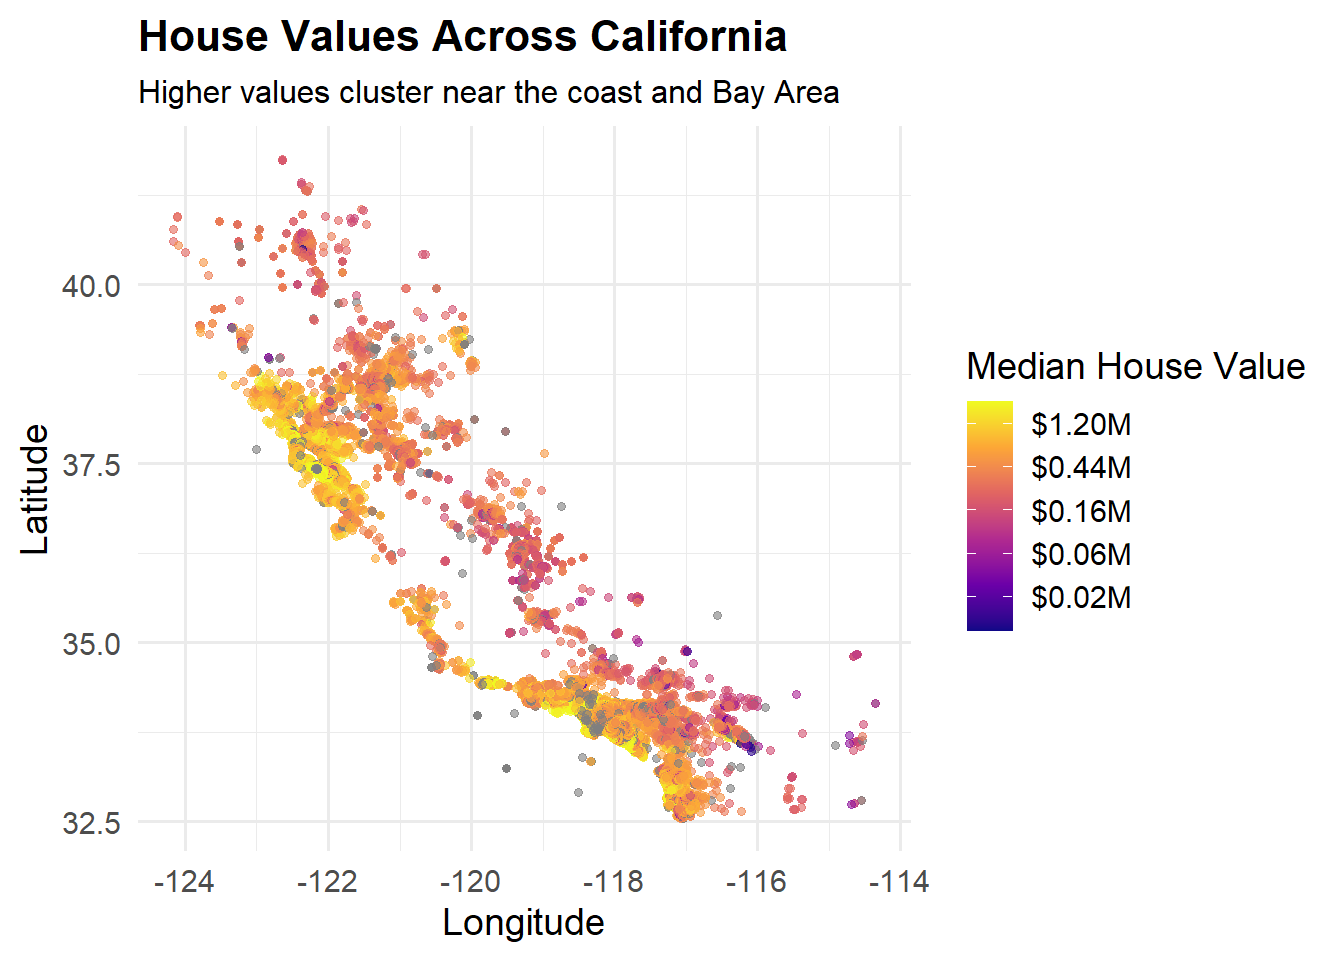 House Values Across California
Higher values cluster near the coast and Bay Area
40.0
37.5
35.0
32.5
Latitude
-124
-122
-120
-118
-116
-114
Longitude
Median House Value
$1.20M
$0.44M
$0.16M
$0.06M
$0.02M